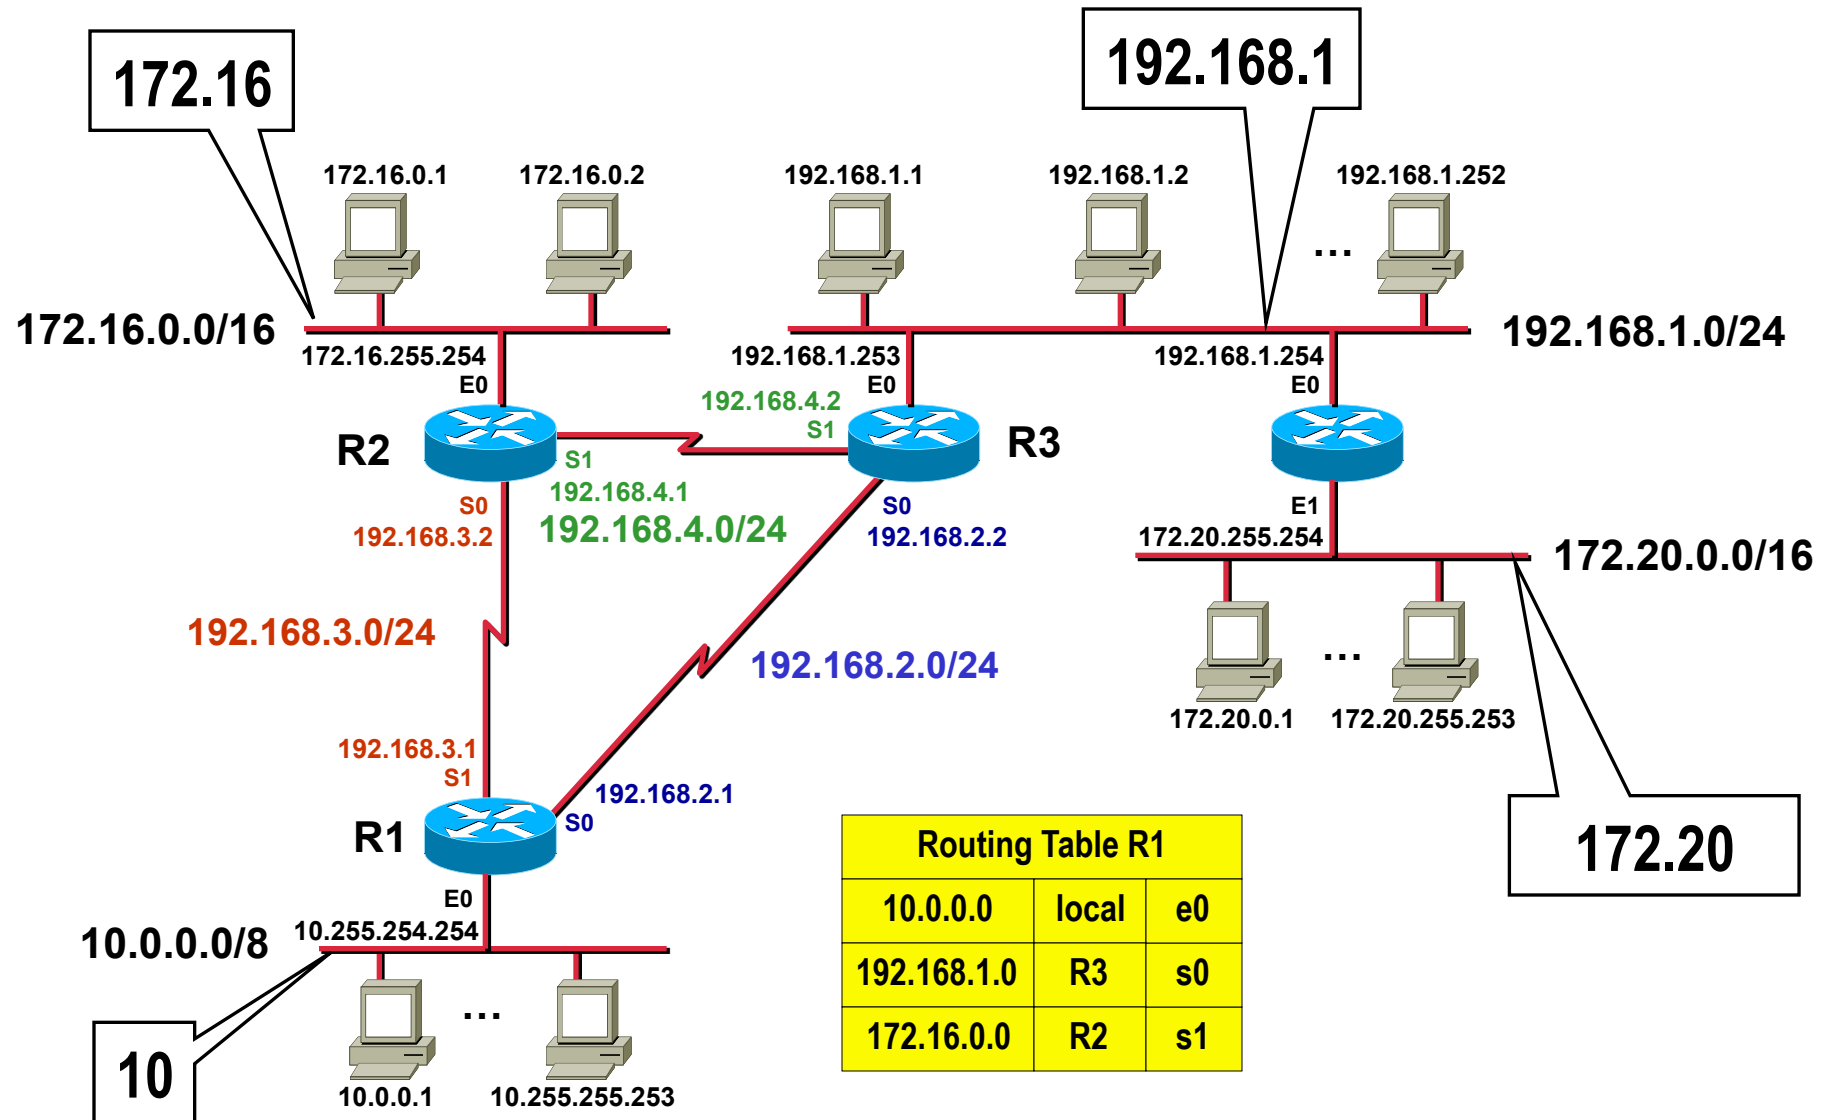 172.16
192.168.1
172.16.0.1
172.16.0.2
192.168.1.1
192.168.1.2
192.168.1.252
...
172.16.0.0/16
192.168.1.0/24
172.16.255.254
E0
192.168.1.253
E0
192.168.1.254
E0
192.168.4.2
S1
R2
R3
S1
192.168.4.1
192.168.4.0/24
S0
192.168.3.2
S0
192.168.2.2
E1
172.20.255.254
172.20.0.0/16
192.168.3.0/24
192.168.2.0/24
...
172.20.0.1
172.20.255.253
192.168.3.1
S1
192.168.2.1
S0
R1
172.20
E0
10.255.254.254
10.0.0.0/8
...
10
10.0.0.1
10.255.255.253
Routing Table R1
10.0.0.0 local e0
192.168.1.0 R3 s0
172.16.0.0 R2 s1